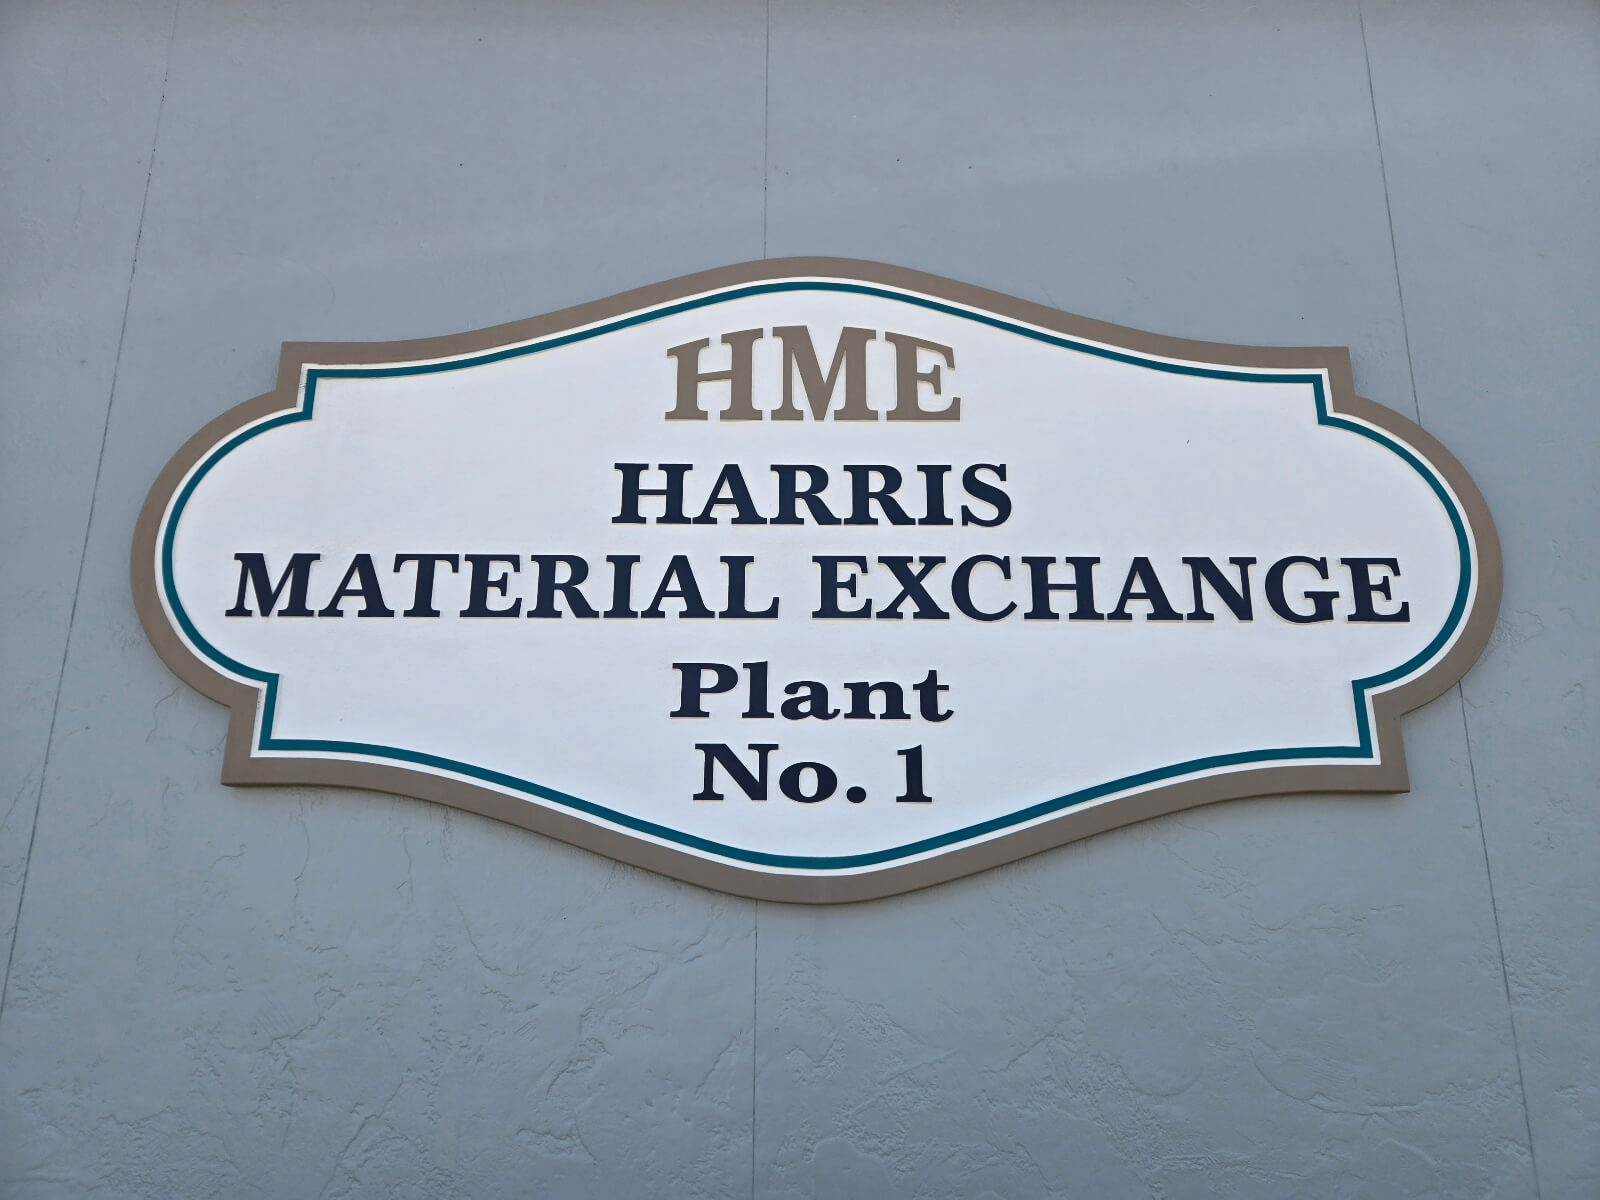 HME
HARRIS
MATERIAL EXCHANGE
Plant
No. 1